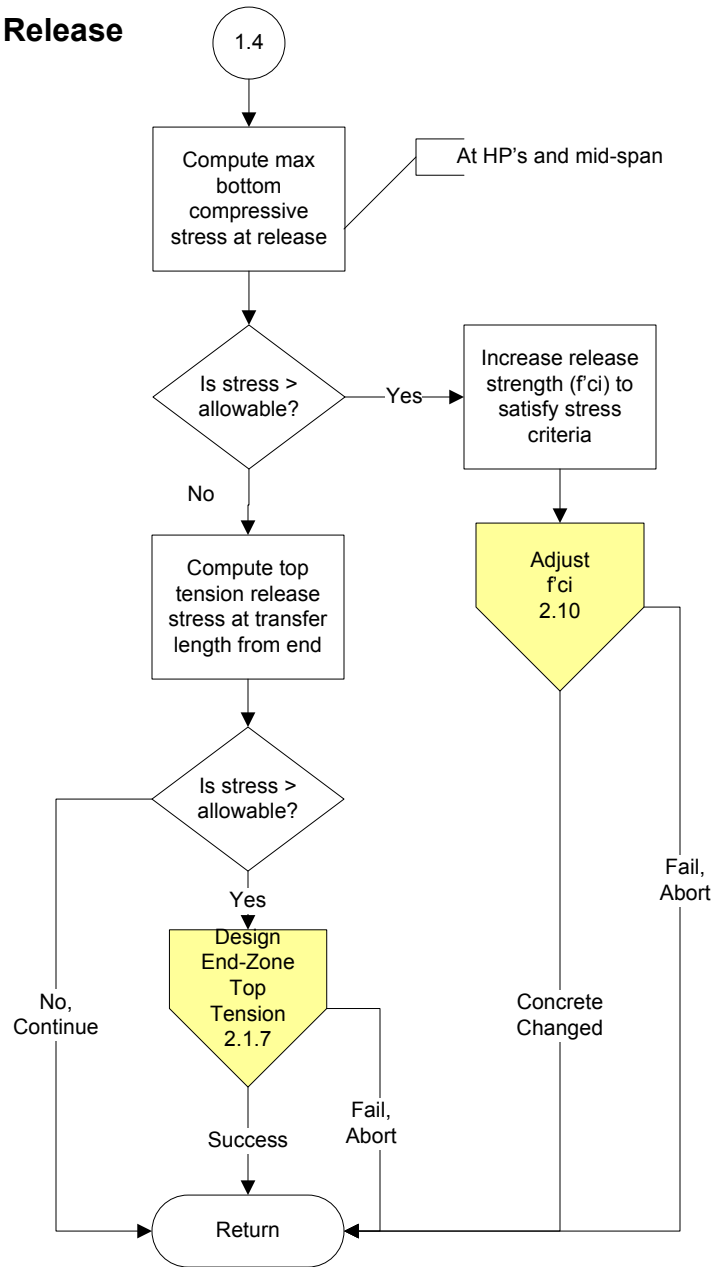 Release
1.4
Compute max
bottom
compressive
stress at release
At HP's and mid-span
Is stress >
allowable?
Yes
Increase release
strength (f'ci) to
satisfy stress
criteria
No
Adjust
f'ci
2.10
Compute top
tension release
stress at transfer
length from end
Is stress >
allowable?
Fail,
Abort
Yes
Design
End-Zone
Top
Tension
2.1.7
No,
Continue
Concrete
Changed
Fail,
Abort
Success
Return